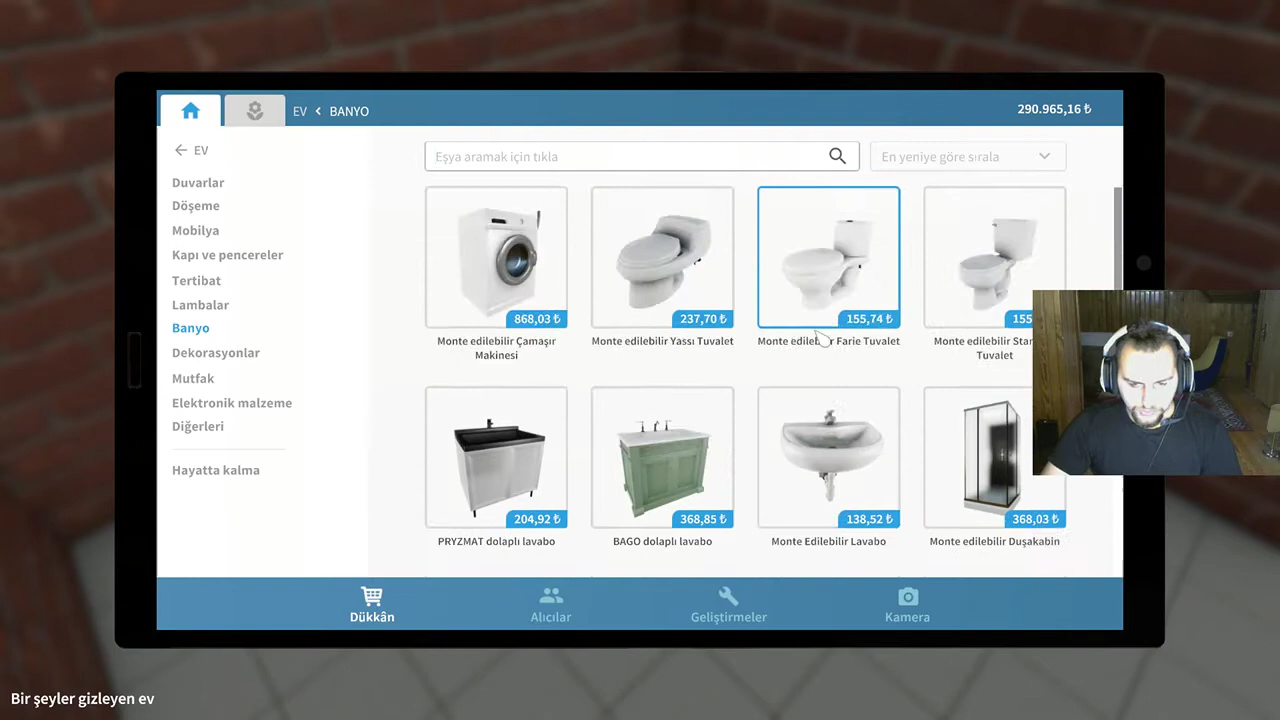 EV < BANYO
290.965,16 ₺
EV
Eşya aramak için tıkla
En yeniye göre sırala
Duvarlar
Döşeme
Mobilya
Kapı ve pencereler
Tertibat
Lambalar
Banyo
Dekorasyonlar
Mutfak
Elektronik malzeme
Diğerleri
Hayatta kalma
868,03 ₺
237,70 ₺
155,74 ₺
155
Monte edilebilir Çamaşır
Makinesi
Monte edilebilir Yassı Tuvalet
Monte edilebilir Farie Tuvalet
Monte edilebilir
Tuvalet
204,92 ₺
368,85 ₺
138,52 ₺
368,03 ₺
PRYZMAT dolaplı lavabo
BAGO dolaplı lavabo
Monte Edilebilir Lavabo
Monte edilebilir Duşakabin
Dükkân
Alıcılar
Geliştirmeler
Kamera
Bir şeyler gizleyen ev